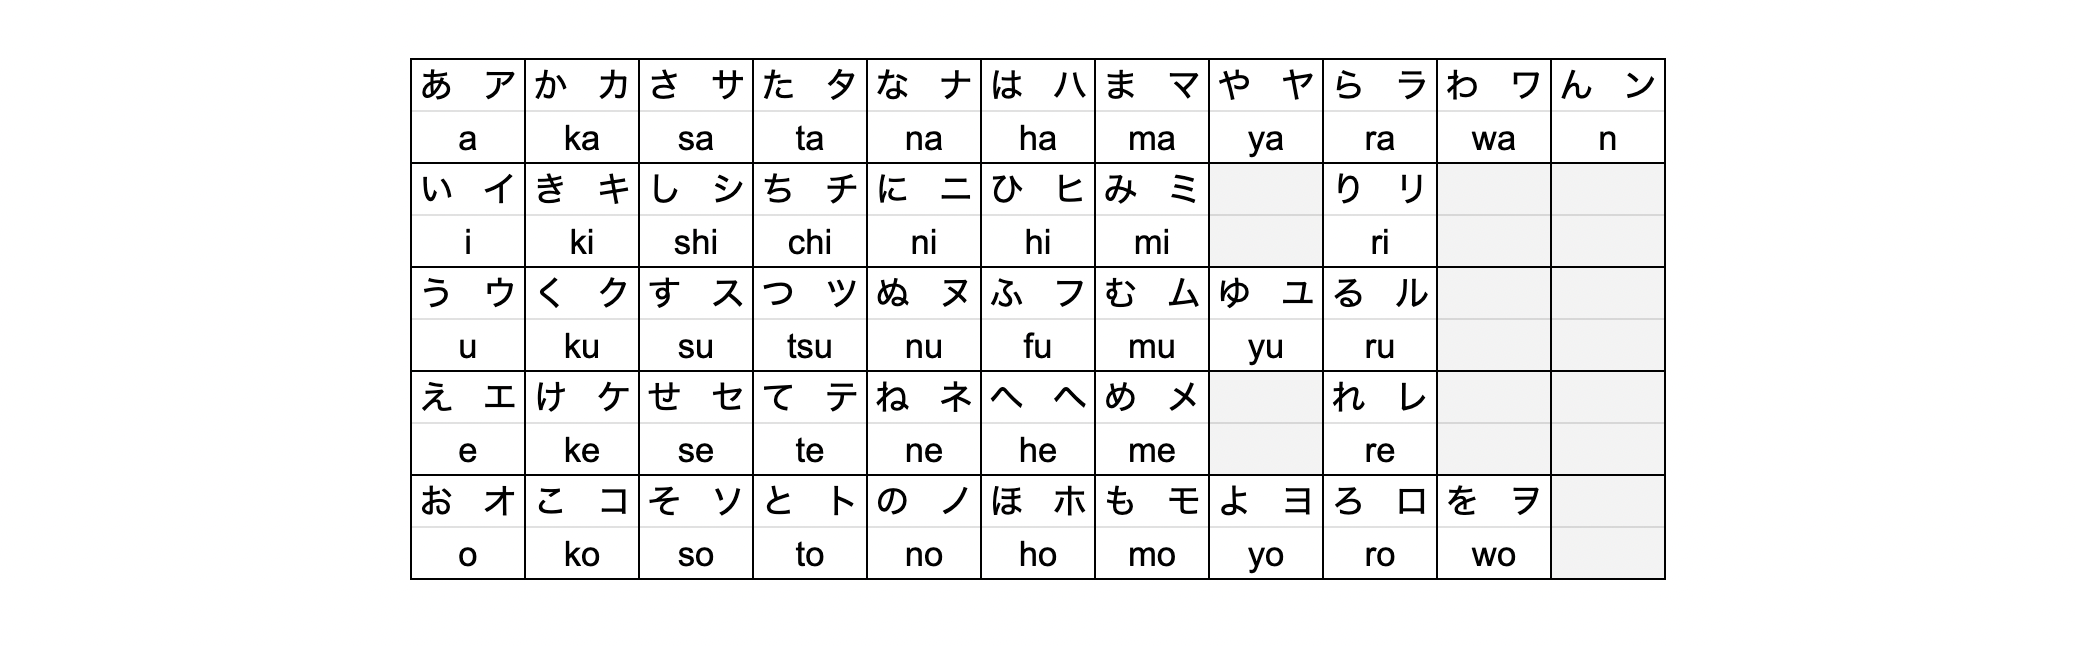 あ ア か カ さ サ た タ な ナ は ハ ま マ や ヤ ら ラ わ ワ ん ン
a ka sa ta na ha ma ya ra wa n
い イ き キ し シ ち チ に ニ ひ ヒ み ミ り リ
i ki shi chi ni hi mi ri
う ウ く ク す ス つ ツ ぬ ヌ ふ フ む ム ゆ ユ る ル
u ku su tsu nu fu mu yu ru
え エ け ケ せ セ て テ ね ネ へ ヘ め メ れ レ
e ke se te ne he me re
お オ こ コ そ ソ と ト の ノ ほ ホ も モ よ ヨ ろ ロ を ヲ
o ko so to no ho mo yo ro wo